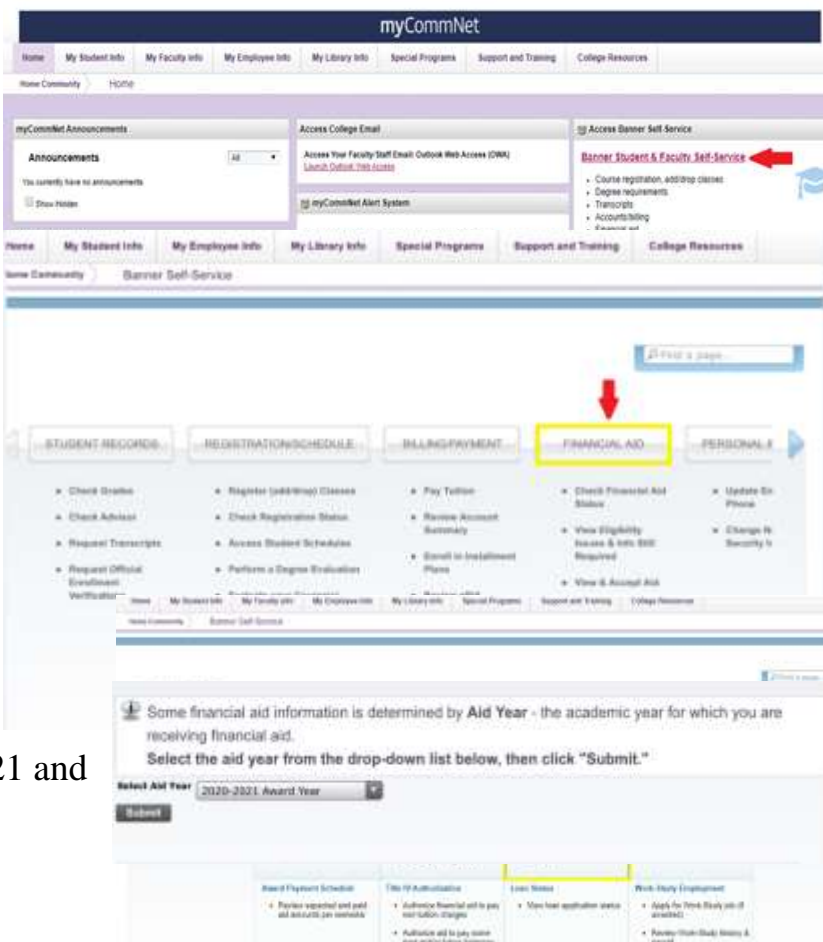 myCommNet
Home My Student Info My Faculty Info My Employee Info My Library Info Special Programs Support and Training College Resources
Home Community Home
myCommNet Announcements
Access College Email
Access Banner Self-Service
Announcements
All
Access Your Faculty/Staff Email: Outlook Web Access (OWA)
Launch Outlook Web Access
Banner Student & Faculty Self-Service
You currently have no announcements
Show Hidden
myCommNet Alert System
Course registration, add/drop classes
Degree requirements
Transcripts
Accounts/billing
Financial aid
Home My Student Info My Employee Info My Library Info Special Programs Support and Training College Resources
Home Community Banner Self-Service
Find a page...
STUDENT RECORDS REGISTRATION/SCHEDULE BILLING/PAYMENT FINANCIAL AID PERSONAL
Check Grades
Check Advisor
Request Transcripts
Request Official Enrollment Verification
Register (add/drop) Classes
Check Registration Status
Access Student Schedules
Perform a Degree Evaluation
Pay Tuition
Review Account Summary
Enroll in Installment Plans
Check Financial Aid Status
View Eligibility Issues & Info Still Required
View & Accept Aid
Update
Phone
Change
Security
Home My Student Info My Faculty Info My Employee Info My Library Info Special Programs Support and Training College Resources
Home Community Banner Self-Service
Some financial aid information is determined by Aid Year - the academic year for which you are
receiving financial aid.
Select the aid year from the drop-down list below, then click "Submit."
21 and
Select Aid Year 2020-2021 Award Year
Submit
Award Payment Schedule
Title IV Authorization
Loan Status
Work-Study Employment
Review expected and paid aid amounts per semester
Authorize financial aid to pay non-tuition charges
Authorize aid to pay some
View loan application status
Apply for Work-Study job (if awarded)
Review Work-Study history &